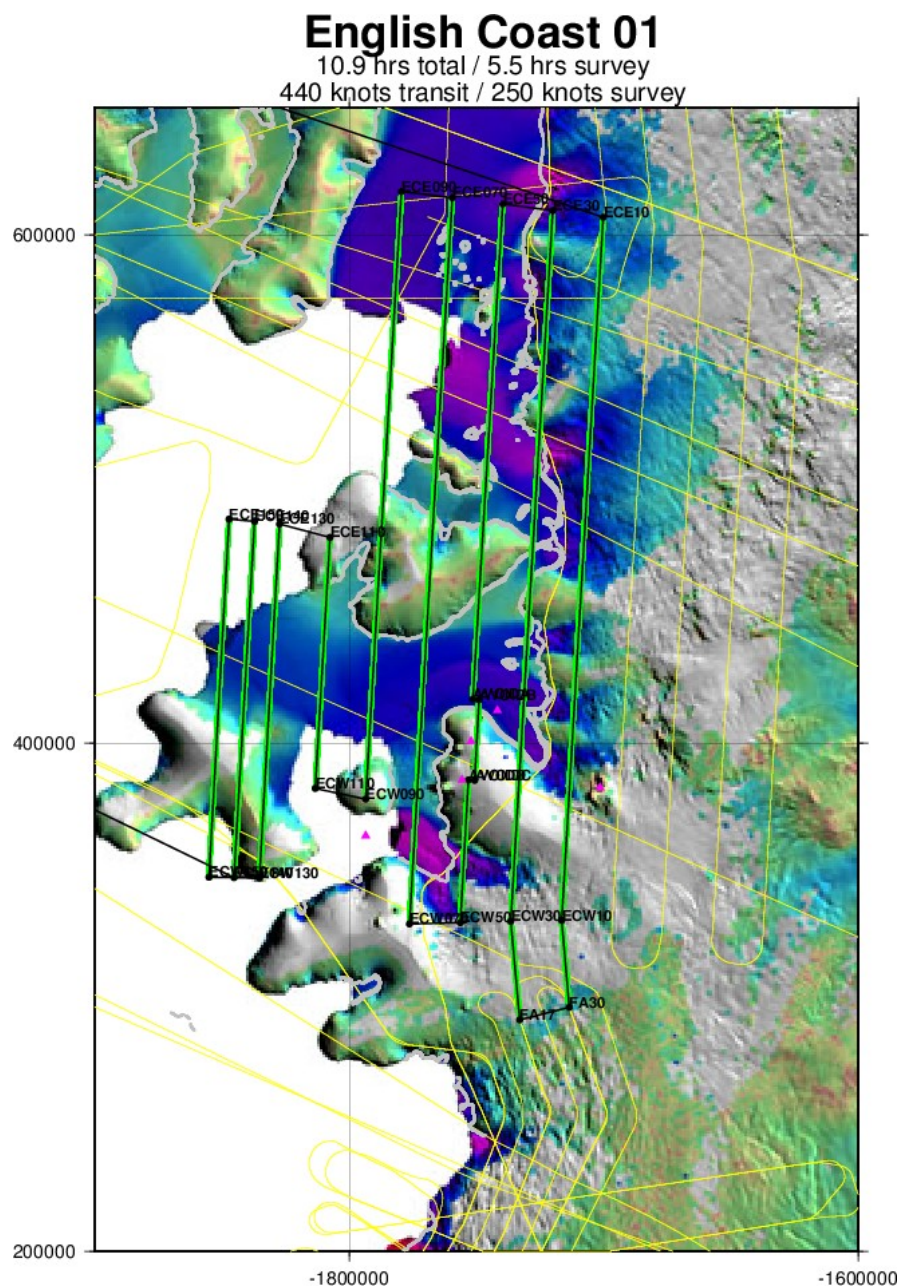 English Coast 01
10.9 hrs total / 5.5 hrs survey
440 knots transit / 250 knots survey
ECE090
ECE070
ECE30
ECE10
600000
ECE130
ECE110
400000
ECW110
ECW090
ECW130
ECW50
ECW30
ECW10
FA17
FA30
200000
-1800000
-1600000